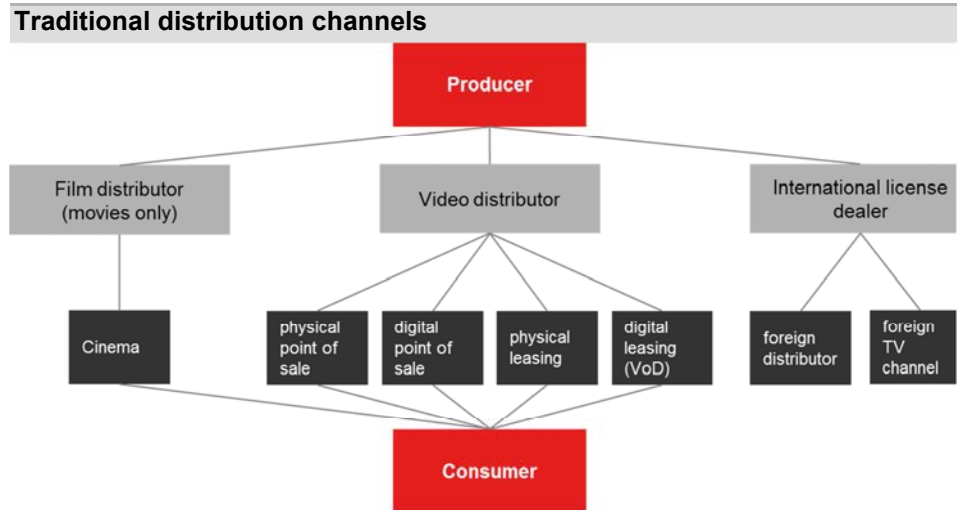 Traditional distribution channels
Producer
Film distributor
(movies only)
Video distributor
International license
dealer
Cinema
physical
point of
sale
digital
point of
sale
physical
leasing
digital
leasing
(VoD)
foreign
distributor
foreign
TV
channel
Consumer